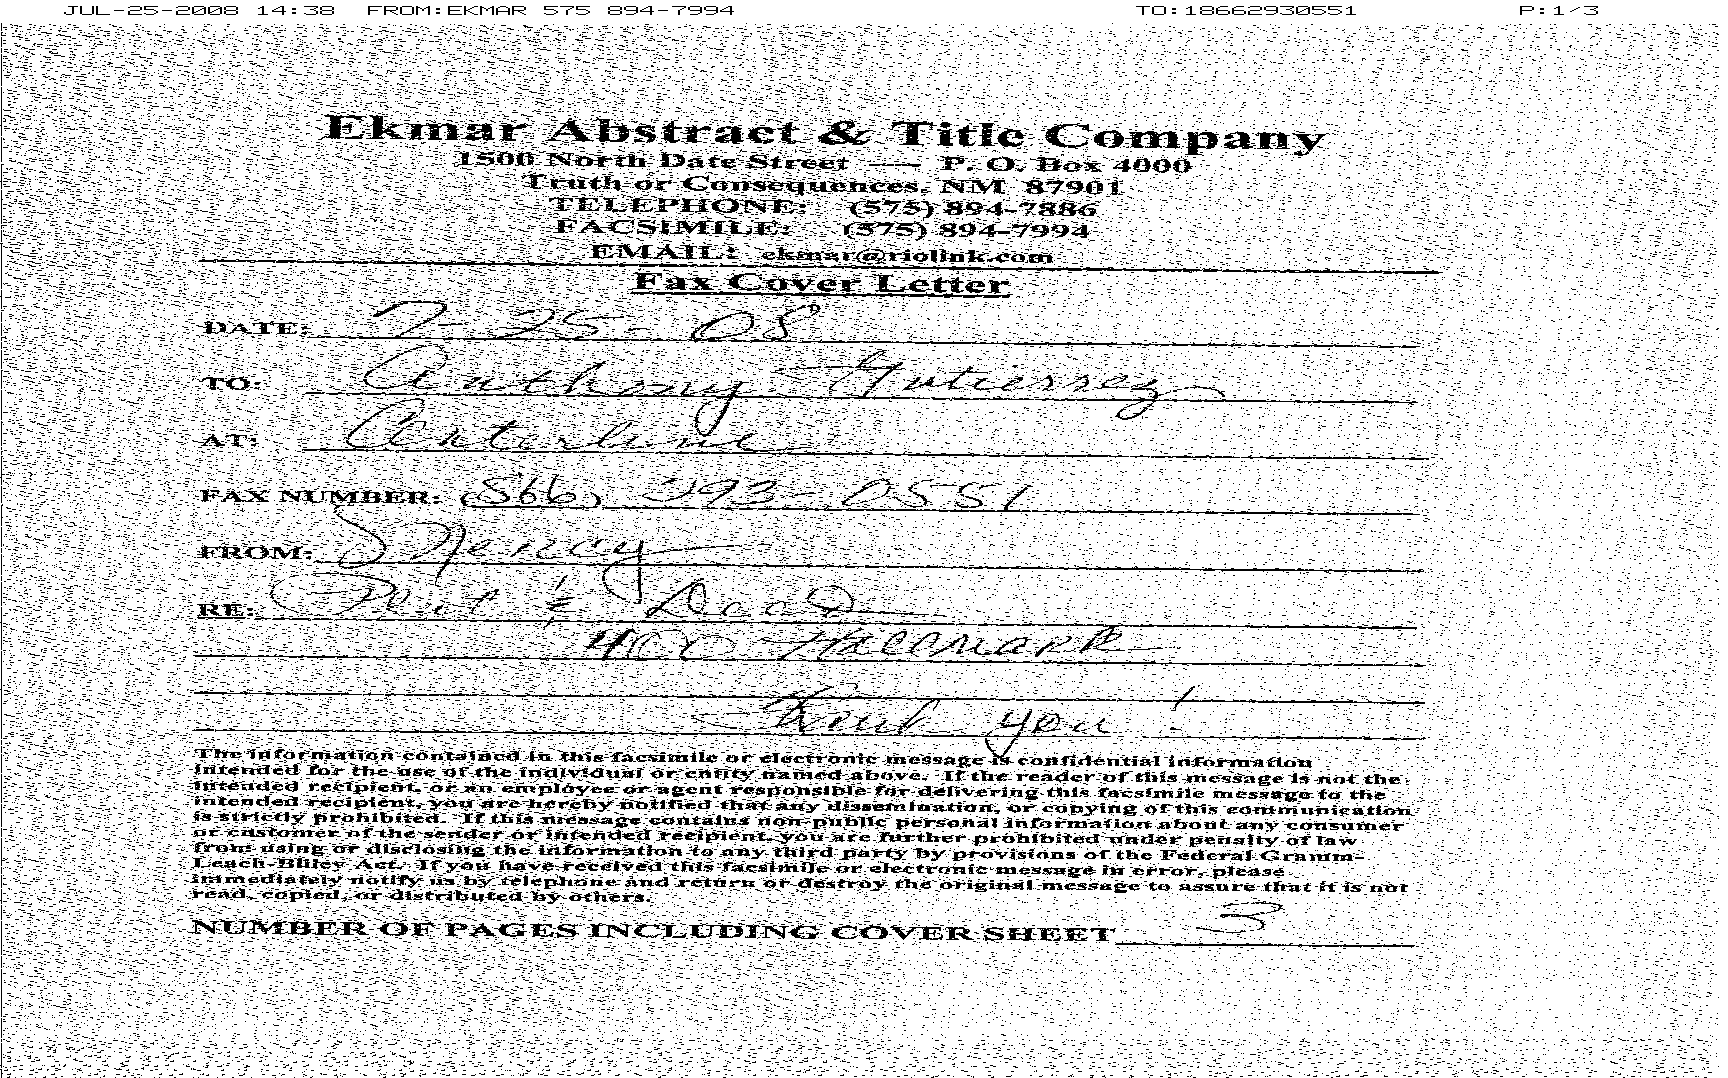 JUL-25-2008 14:38 FROM:EKMAR 575 894-7994 TO:18662930551 P:1/3
Ekmar Abstract & Title Company
1500 North Date Street — P. O. Box 4000
Truth or Consequences, NM 87901
TELEPHONE: (575) 894-7886
FACSIMILE: (575) 894-7994
EMAIL: ekmar@riolink.com
Fax Cover Letter
DATE: 7-25-08
TO: Anthony Gutierrez
AT:
FAX NUMBER: (866) 293-0551
FROM:
RE: & Deed
400
Thank you!
The information contained in this facsimile or electronic message is confidential information
intended for the use of the individual or entity named above. If the reader of this message is not the
intended recipient, or an employee or agent responsible for delivering this facsimile message to the
intended recipient, you are hereby notified that any dissemination, or copying of this communication
is strictly prohibited. If this message contains non-public personal information about any consumer
or customer of the sender or intended recipient, you are further prohibited under penalty of law
from using or disclosing the information to any third party by provisions of the Federal Gramm-
Leach-Bliley Act. If you have received this facsimile or electronic message in error, please
immediately notify us by telephone and return or destroy the original message to assure that it is not
read, copied, or distributed by others.
NUMBER OF PAGES INCLUDING COVER SHEET 3